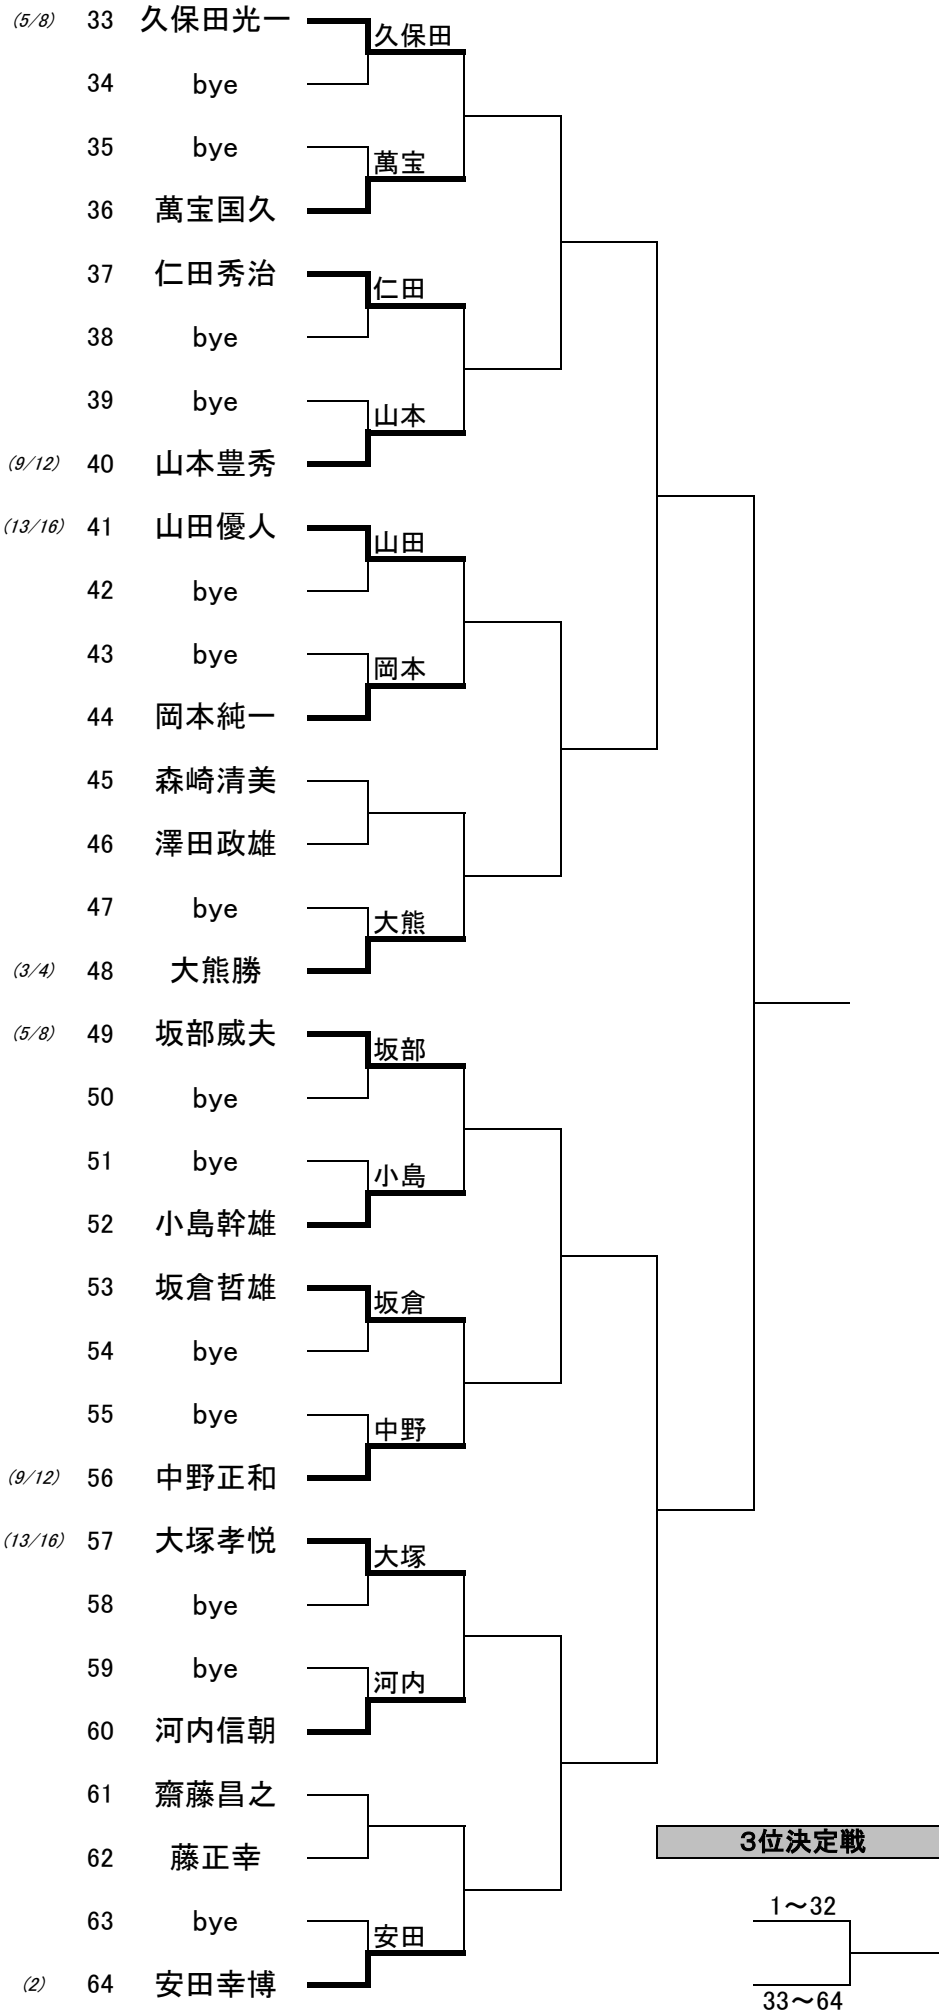 (5/8) 33 久保田光一
久保田
34 bye
35 bye
萬宝
36 萬宝国久
37 仁田秀治
仁田
38 bye
39 bye
山本
(9/12) 40 山本豊秀
(13/16) 41 山田優人
山田
42 bye
43 bye
岡本
44 岡本純一
45 森崎清美
46 澤田政雄
47 bye
大熊
(3/4) 48 大熊勝
(5/8) 49 坂部威夫
坂部
50 bye
51 bye
小島
52 小島幹雄
53 坂倉哲雄
坂倉
54 bye
55 bye
中野
(9/12) 56 中野正和
(13/16) 57 大塚孝悦
大塚
58 bye
59 bye
河内
60 河内信朝
61 齋藤昌之
3位決定戦
62 藤正幸
1～32
63 bye
安田
(2) 64 安田幸博
33～64